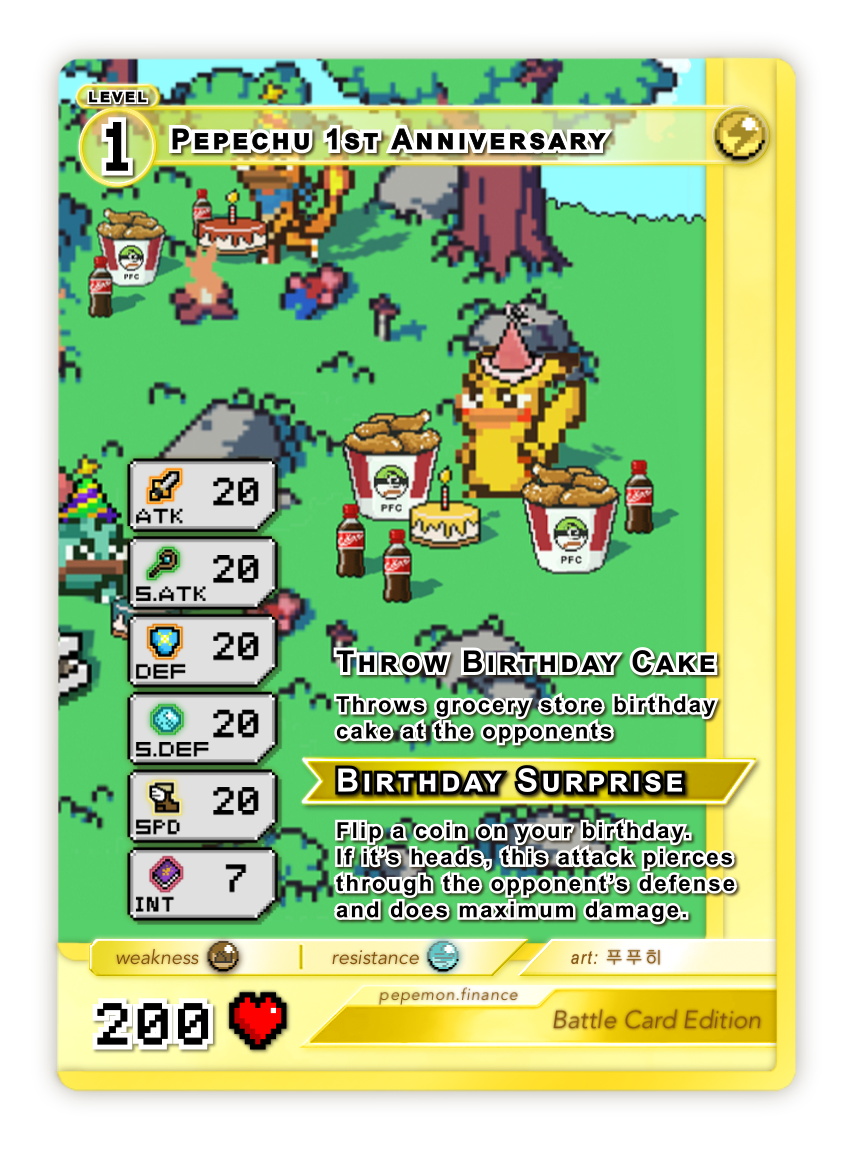 LEVEL
1
PEPECHU 1ST ANNIVERSARY
PFC
PFC
PFC
ATK 20
S.ATK 20
DEF 20
S.DEF 20
SPD 20
INT 7
THROW BIRTHDAY CAKE
Throws grocery store birthday
cake at the opponents
BIRTHDAY SURPRISE
Flip a coin on your birthday.
If it's heads, this attack pierces
through the opponent's defense
and does maximum damage.
weakness
resistance
art: 푸푸히
200
pepemon.finance
Battle Card Edition